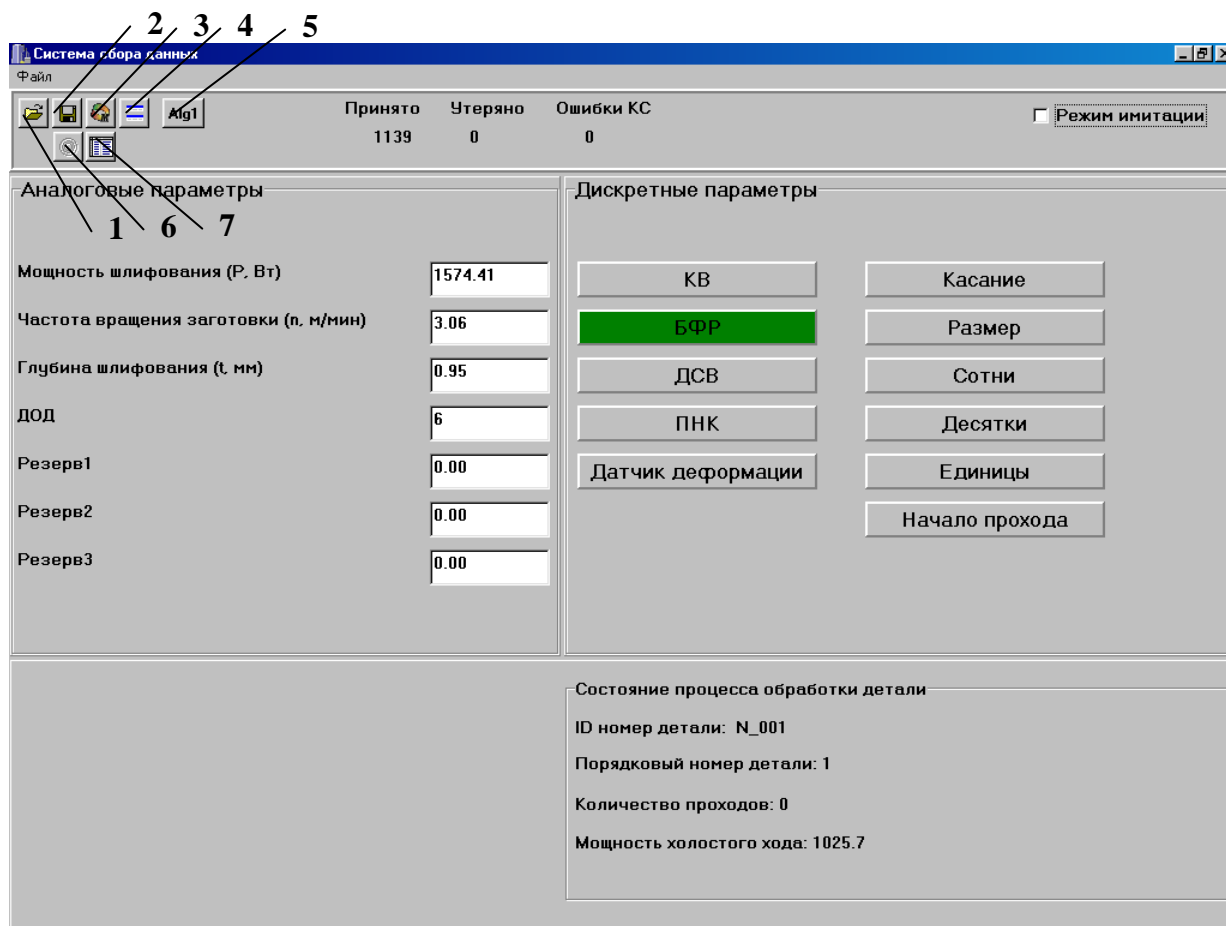 2 3 4 5
Система сбора данных
Файл
Alg1
Принято Утеряно Ошибки КС
1139 0 0
Режим имитации
Аналоговые параметры
1 6 7
Мощность шлифования (P, Вт) 1574.41
Частота вращения заготовки (n, м/мин) 3.06
Глубина шлифования (t, мм) 0.95
ДОД 6
Резерв1 0.00
Резерв2 0.00
Резерв3 0.00
Дискретные параметры
КВ Касание
БФР Размер
ДСВ Сотни
ПНК Десятки
Датчик деформации Единицы
Начало прохода
Состояние процесса обработки детали
ID номер детали: N_001
Порядковый номер детали: 1
Количество проходов: 0
Мощность холостого хода: 1025.7